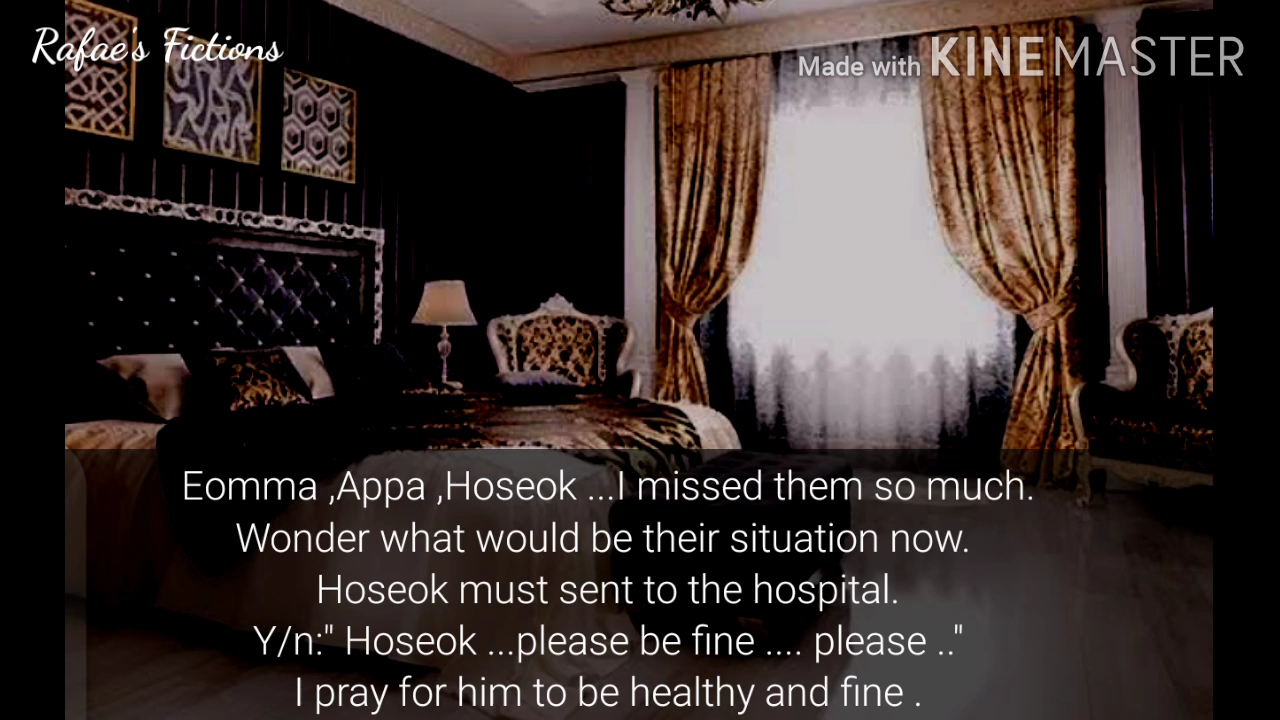 Rafae's Fictions
Made with KINEMASTER
Eomma ,Appa ,Hoseok ...I missed them so much.
Wonder what would be their situation now.
Hoseok must sent to the hospital.
Y/n:" Hoseok ...please be fine .... please .."
I pray for him to be healthy and fine .